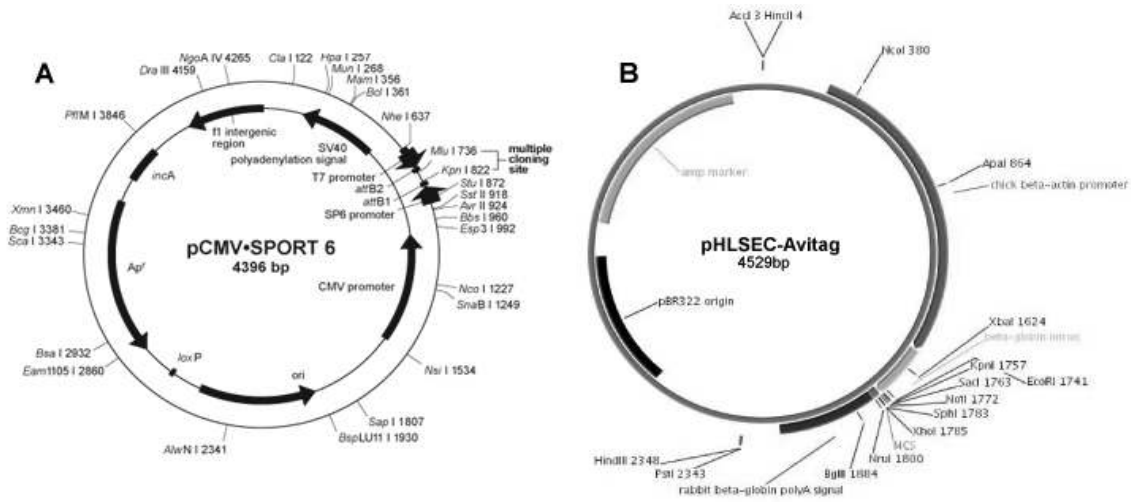 A
NgoA IV 4265
Dra III 4159
PflM I 3846
Cla I 122
Hpa I 257
Mun I 268
Mam I 356
Bcl I 361
Nhe I 637
f1 intergenic
region
SV40
polyadenylation signal
T7 promoter
Mlu I 736
multiple
cloning
site
attB2
Kpn I 822
attB1
Stu I 872
SP6 promoter
Sst II 918
Avr II 924
Bbs I 960
Esp3 I 992
incA
Xmn I 3460
Bcg I 3381
Sca I 3343
pCMV•SPORT 6
4396 bp
Apr
CMV promoter
Nco I 1227
SnaB I 1249
Bsa I 2932
Eam1105 I 2860
loxP
ori
Nsi I 1534
Sap I 1807
BspLU11 I 1930
AlwN I 2341
B
AccI 3 HindII 4
NcoI 380
amp marker
ApaI 864
chick beta-actin promoter
pHLSEC-Avitag
4529bp
pBR322 origin
XbaI 1624
beta-globin intron
KpnI 1757
SacI 1763
EcoRI 1741
NotI 1772
SphI 1783
XhoI 1785
MCS
NruI 1800
BglII 1884
HindIII 2348
PstI 2343
rabbit beta-globin polyA signal